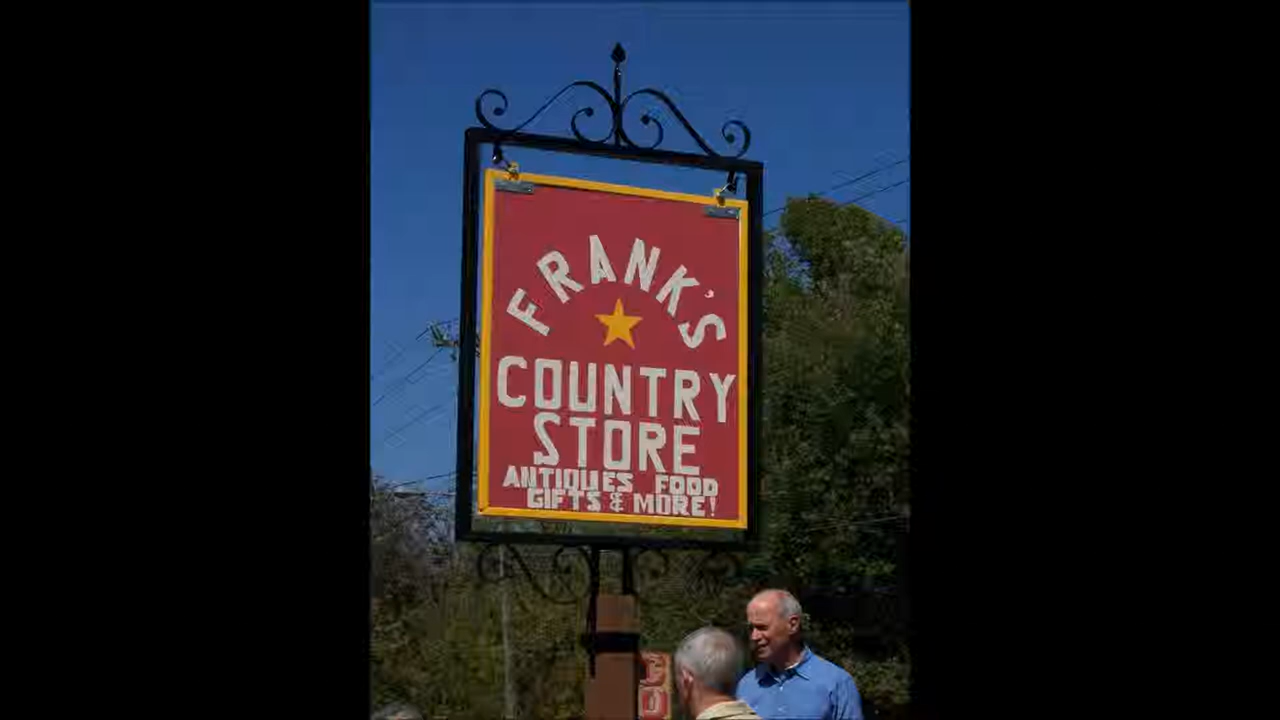 FRANK'S
COUNTRY
STORE
ANTIQUES FOOD
GIFTS & MORE!